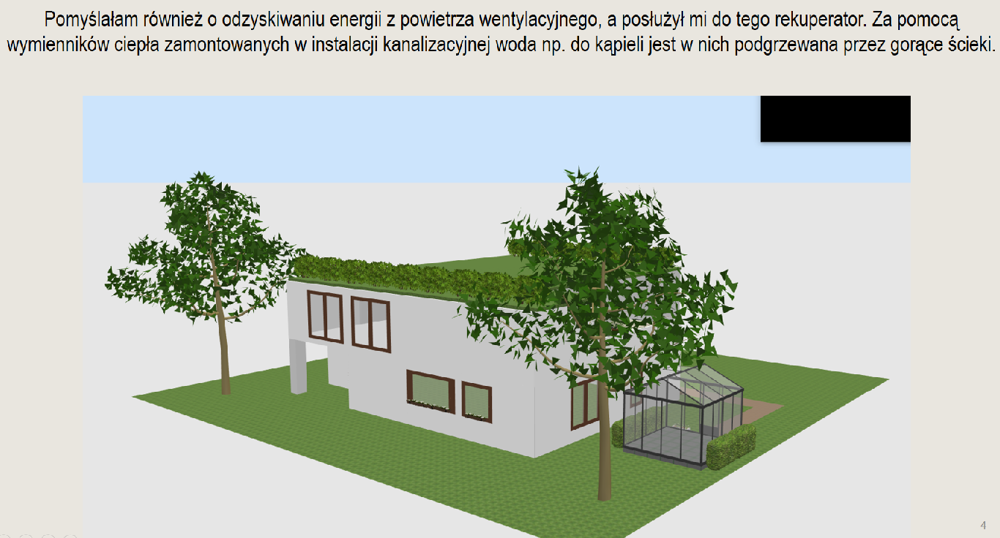 Pomyślałam również o odzyskiwaniu energii z powietrza wentylacyjnego, a posłużył mi do tego rekuperator. Za pomocą
wymienników ciepła zamontowanych w instalacji kanalizacyjnej woda np. do kąpieli jest w nich podgrzewana przez gorące ścieki.
4